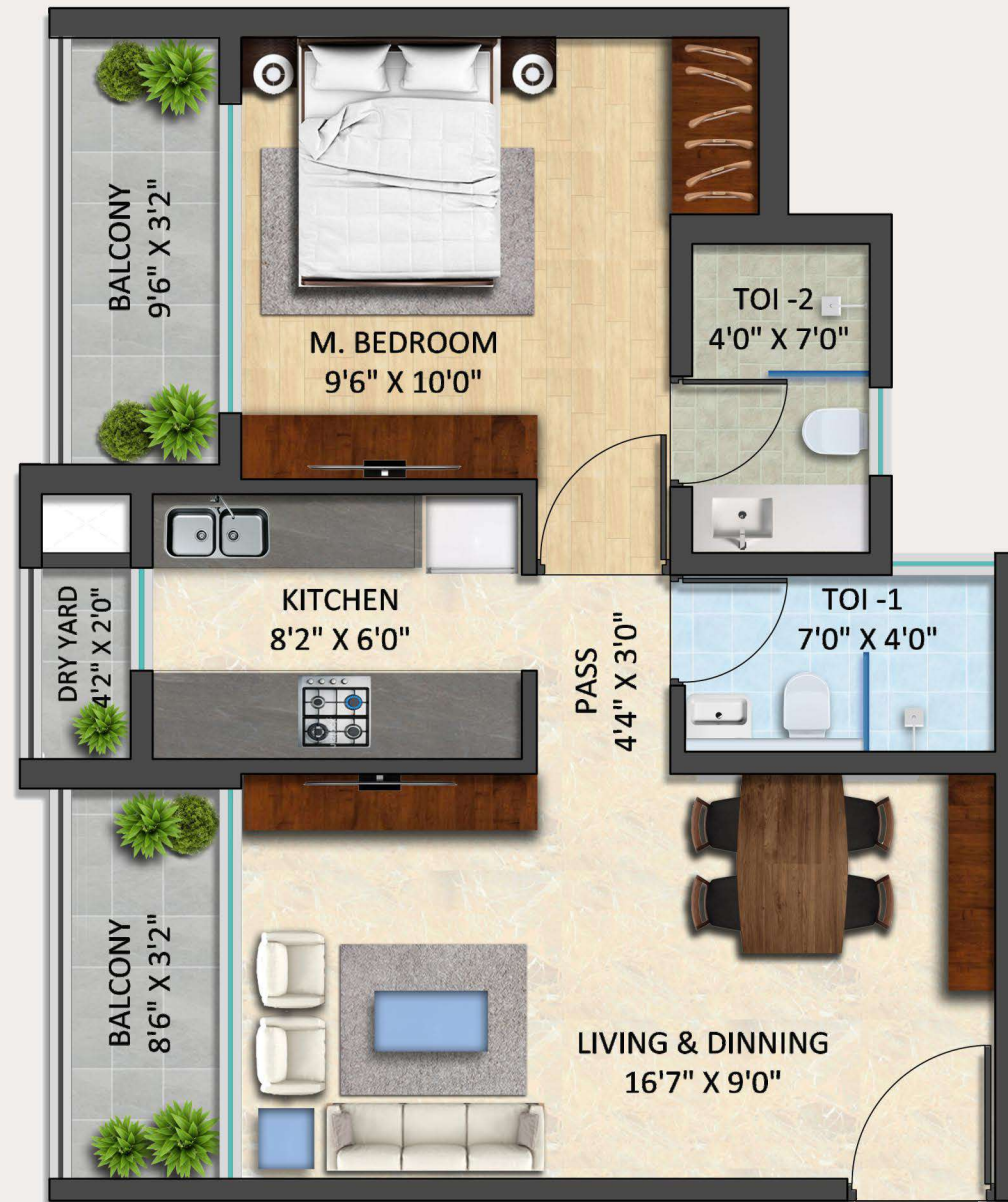 BALCONY
9'6" X 3'2"
M. BEDROOM
9'6" X 10'0"
TOI -2
4'0" X 7'0"
DRY YARD
4'2" X 2'0"
KITCHEN
8'2" X 6'0"
PASS
4'4" X 3'0"
TOI -1
7'0" X 4'0"
BALCONY
8'6" X 3'2"
LIVING & DINNING
16'7" X 9'0"